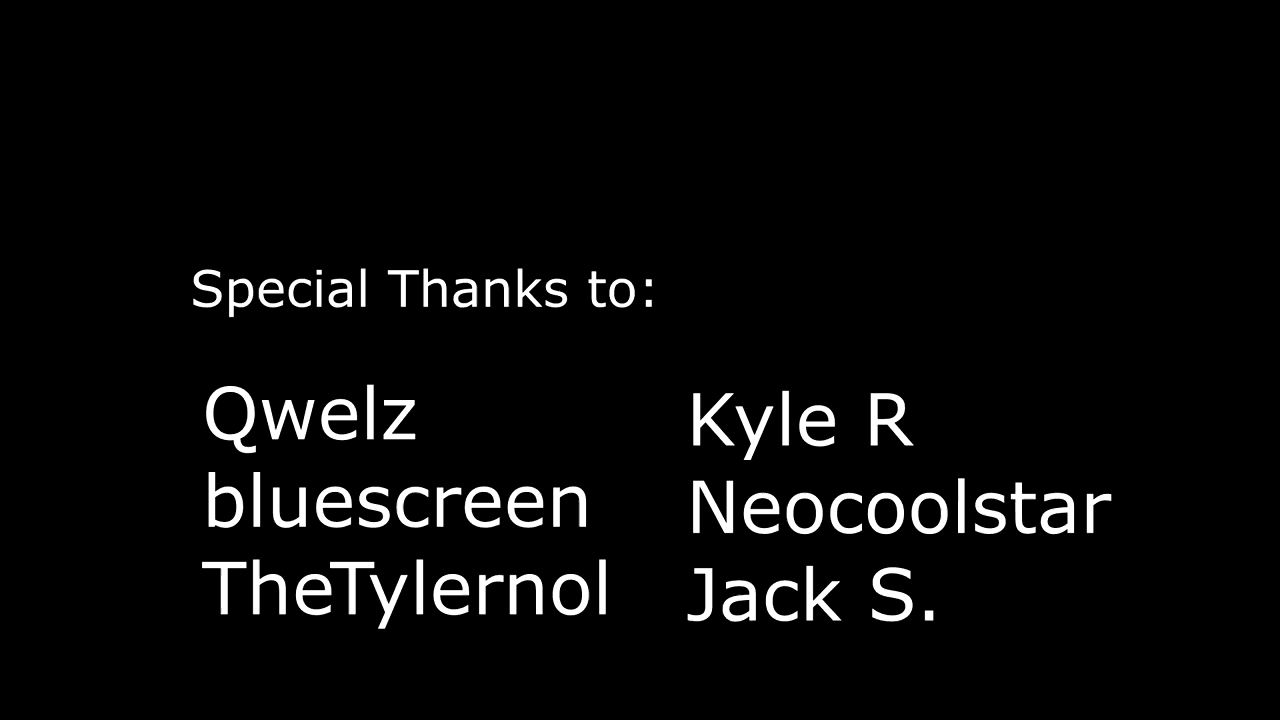 Special Thanks to:
Qwelz
bluescreen
TheTylernol
Kyle R
Neocoolstar
Jack S.